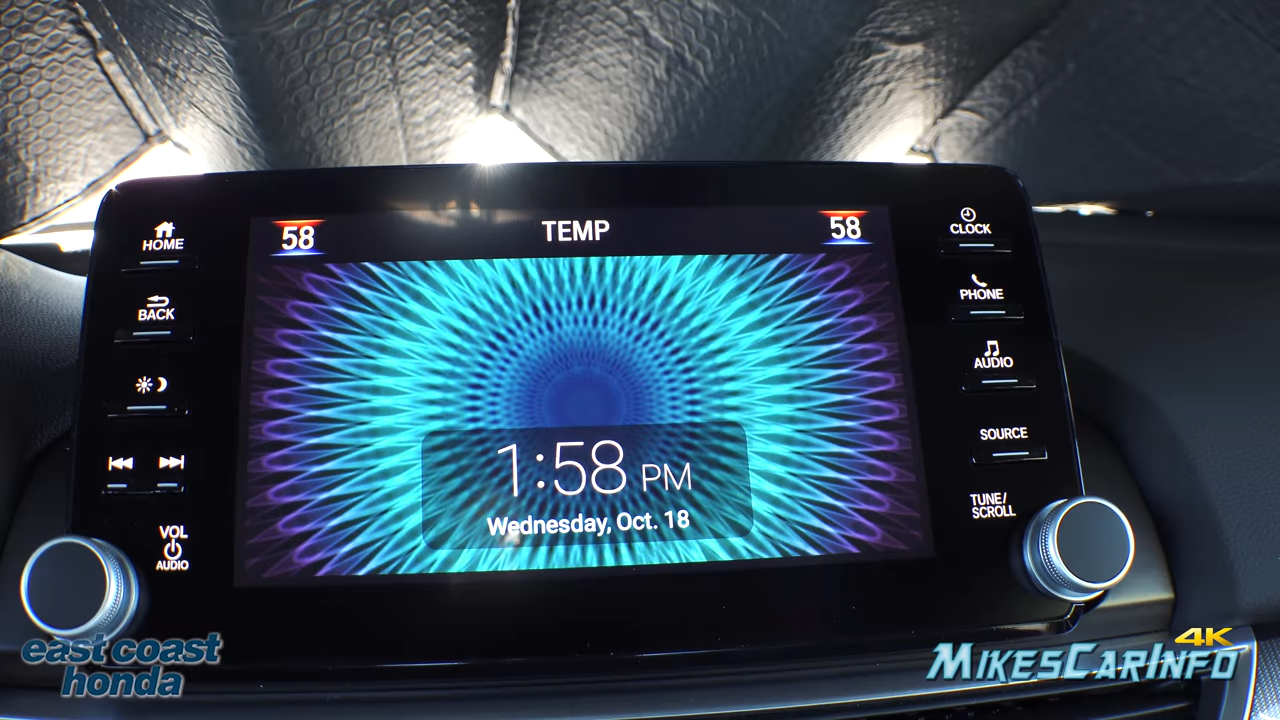 58
TEMP
58
HOME
BACK
VOL
AUDIO
CLOCK
PHONE
AUDIO
SOURCE
TUNE/
SCROLL
1:58 PM
Wednesday, Oct. 18
east coast
honda
4K
MIKESCARINFO